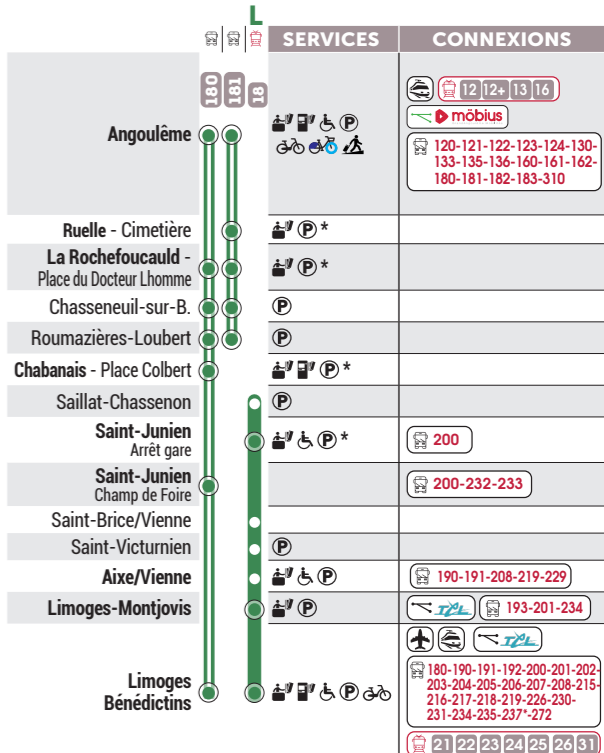 L
SERVICES CONNEXIONS
180 181 18
12 12+ 13 16
möbius
Angoulême P
120-121-122-123-124-130-
133-135-136-160-161-162-
180-181-182-183-310
Ruelle - Cimetière P *
La Rochefoucauld -
Place du Docteur Lhomme P *
Chasseneuil-sur-B. P
Roumazières-Loubert P
Chabanais - Place Colbert P *
Saillat-Chassenon P
Saint-Junien
Arrêt gare P * 200
Saint-Junien
Champ de Foire 200-232-233
Saint-Brice/Vienne
Saint-Victurnien P
Aixe/Vienne P 190-191-208-219-229
Limoges-Montjovis P TCL 193-201-234
TCL
Limoges
Bénédictins P
180-190-191-192-200-201-202-
203-204-205-206-207-208-215-
216-217-218-219-226-230-
231-234-235-237*-272
21 22 23 24 25 26 31